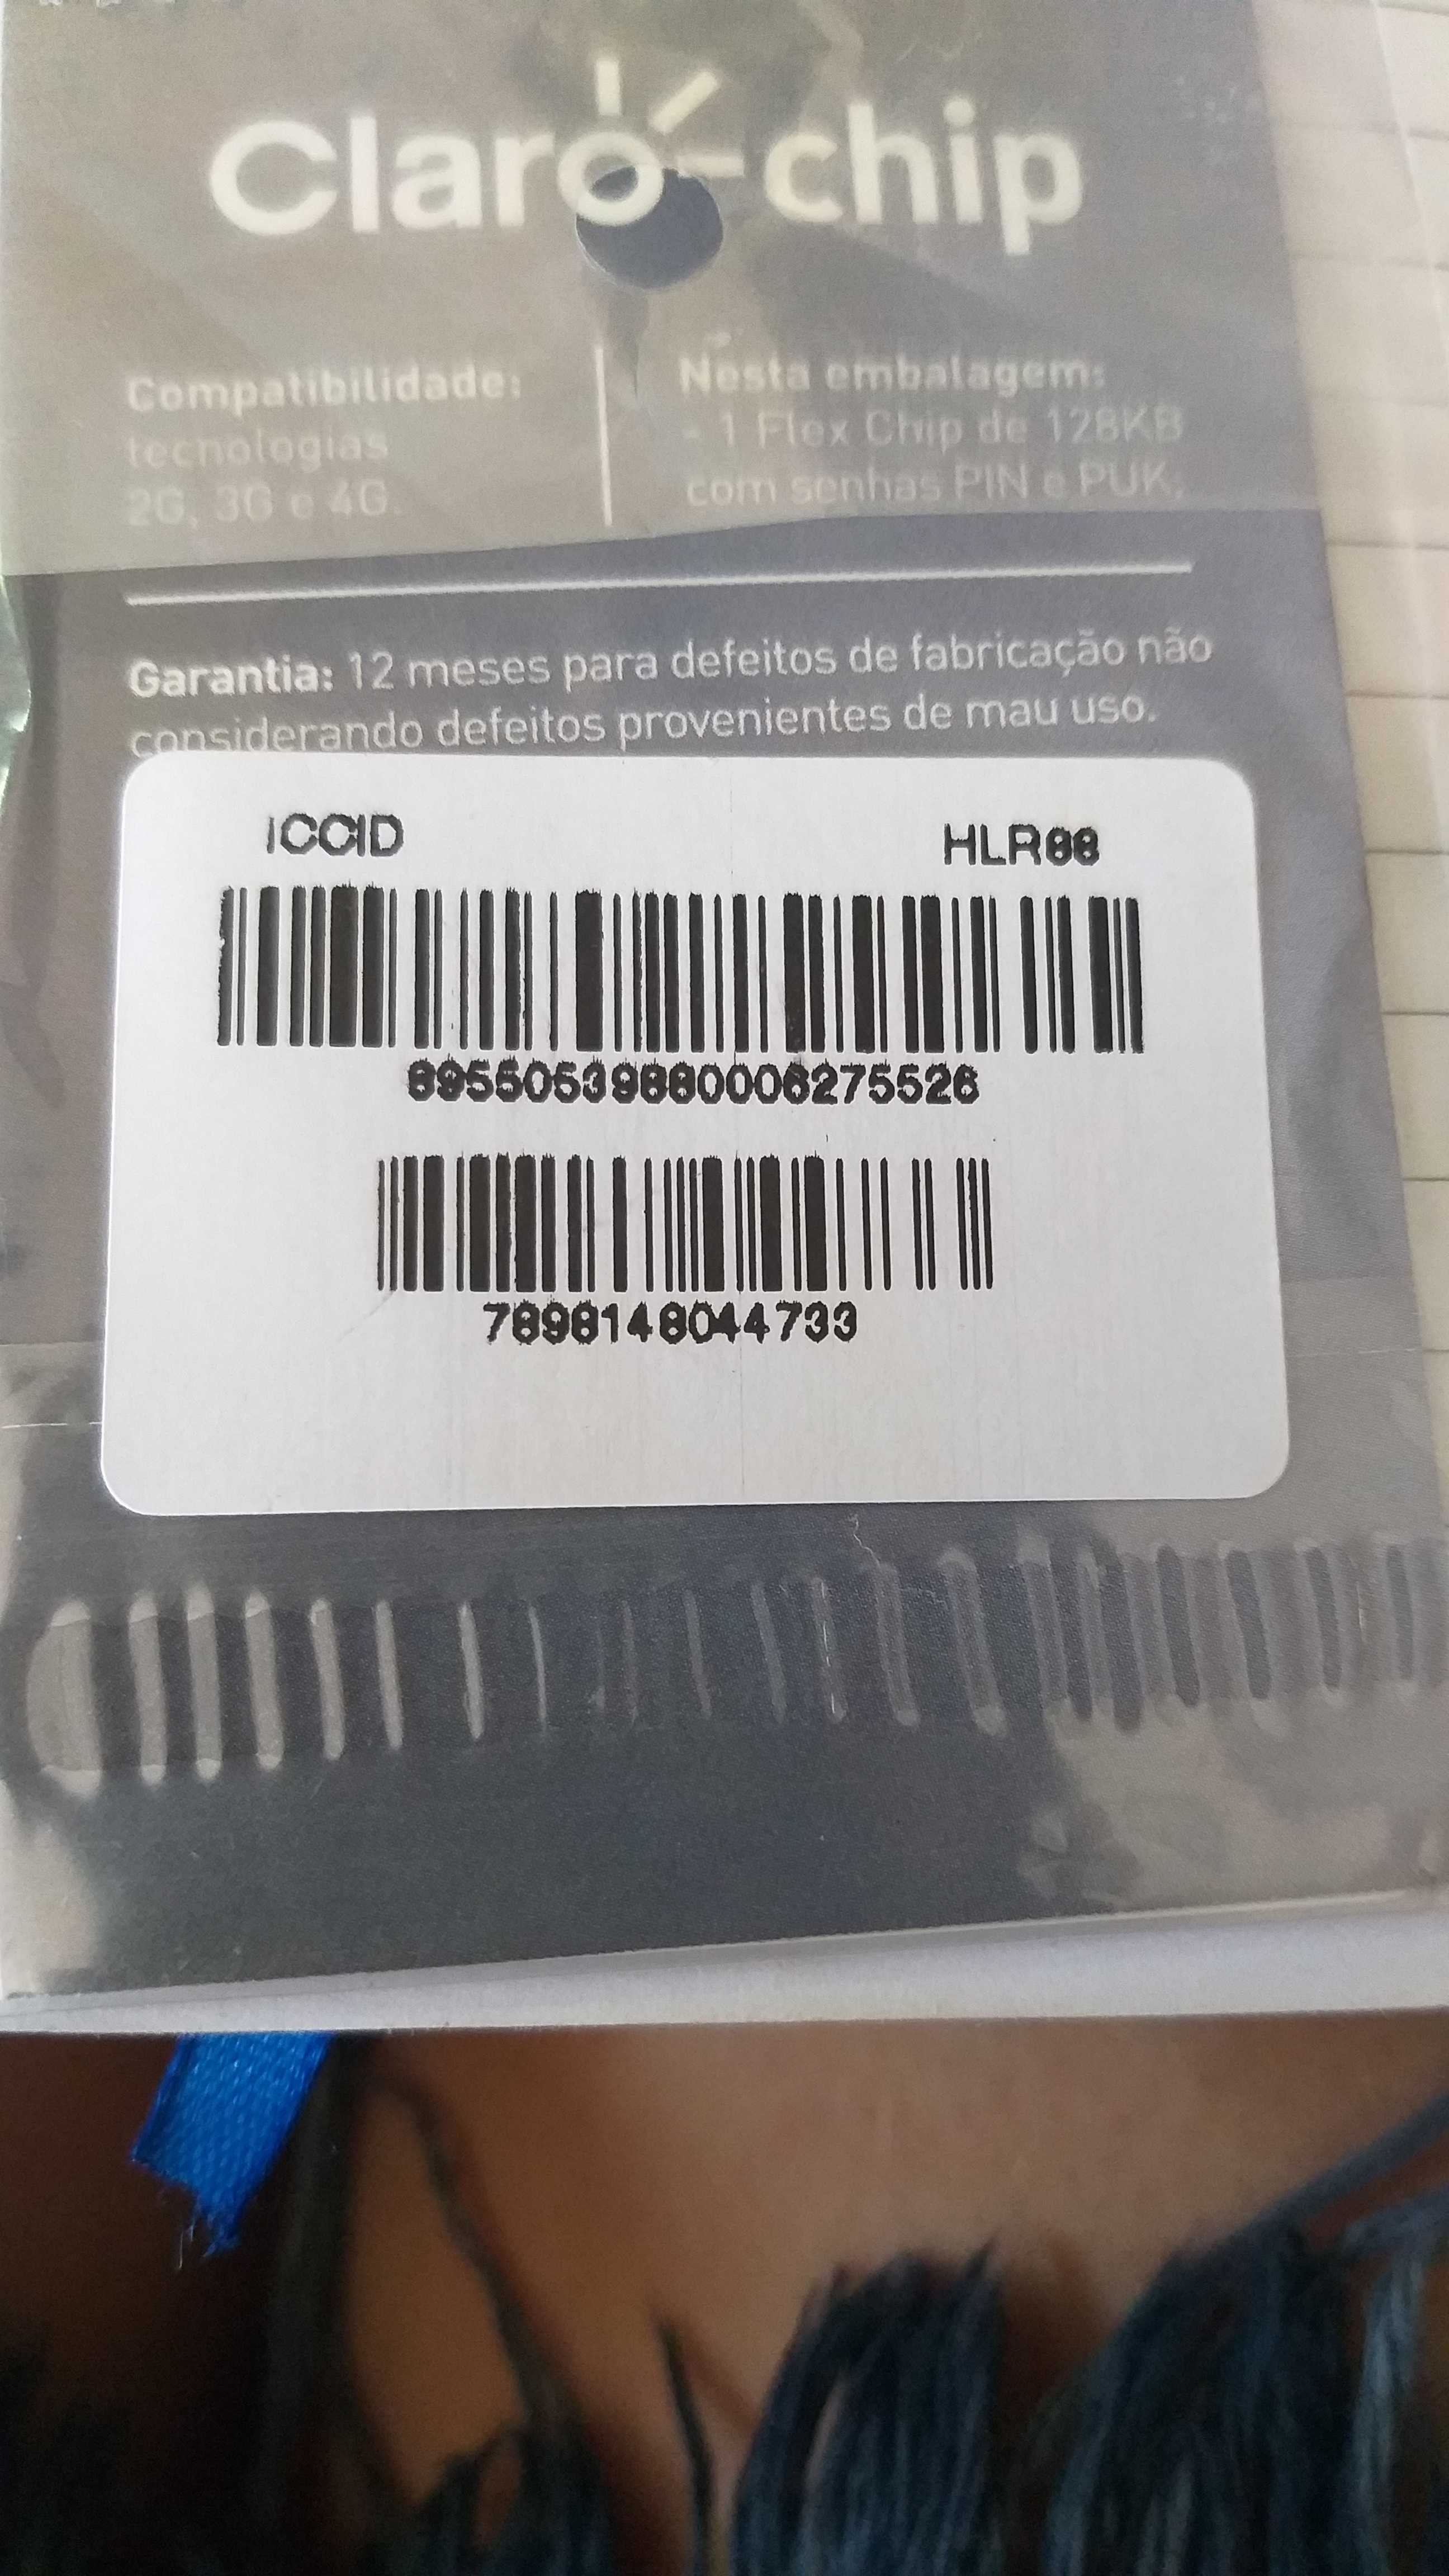 Claro-chip
Compatibilidade:
tecnologias
2G, 3G e 4G.
Nesta embalagem:
- 1 Flex Chip de 128KB
com senhas PIN e PUK.
Garantia: 12 meses para defeitos de fabricação não
considerando defeitos provenientes de mau uso.
ICCID HLR88
89550539880006275526
7898148044733